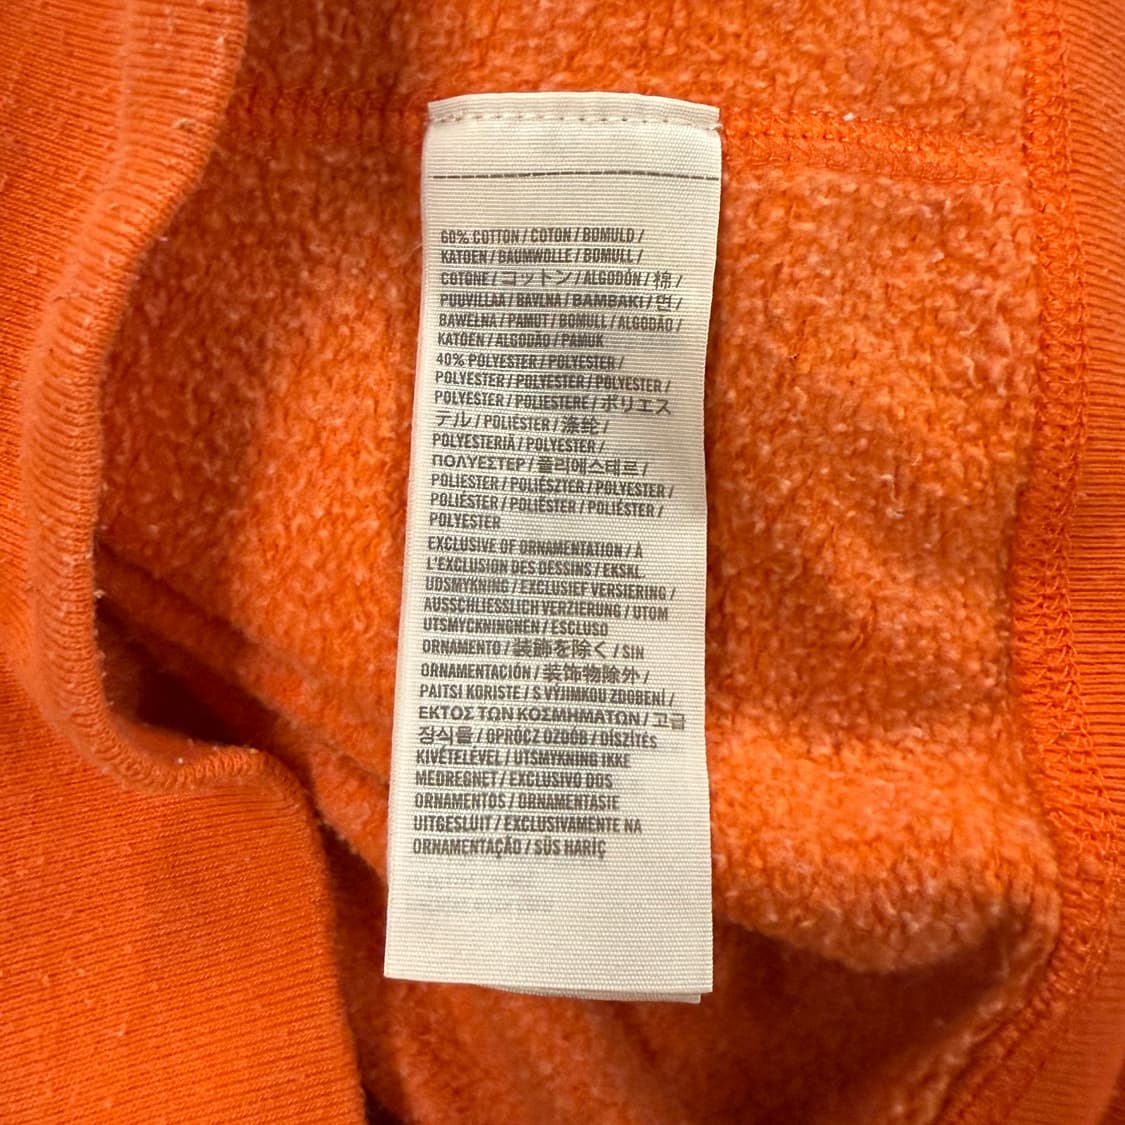 60% COTTON / COTON / BOMULD /
KATOEN / BAUMWOLLE / BOMULL /
COTONE / コットン / ALGODÓN / 棉 /
PUUVILLAA / BAVLNA / BAMBAKI / 면 /
BAWEŁNA / PAMUT / BOMULL / ALGODÃO /
KATOEN / ALGODÃO / PAMUK
40% POLYESTER / POLYESTER /
POLYESTER / POLYESTER / POLYESTER /
POLYESTER / POLIESTERE / ポリエス
テル / POLIÉSTER / 涤纶 /
POLYESTERIÄ / POLYESTER /
ΠΟΛΥΕΣΤΕΡ / 폴리에스테르 /
POLIESTER / POLIÉSZTER / POLYESTER /
POLIÉSTER / POLIËSTER / POLIÉSTER /
POLYESTER
EXCLUSIVE OF ORNAMENTATION / À
L'EXCLUSION DES DESSINS / EKSKL.
UDSMYKNING / EXCLUSIEF VERSIERING /
AUSSCHLIESSLICH VERZIERUNG / UTOM
UTSMYCKNINGNEN / ESCLUSO
ORNAMENTO / 装飾を除く / SIN
ORNAMENTACIÓN / 装饰物除外 /
PAITSI KORISTE / S VÝJIMKOU ZDOBENÍ /
ΕΚΤΟΣ ΤΩΝ ΚΟΣΜΗΜΑΤΩΝ / 고급
장식물 / OPRÓCZ OZDÓB / DÍSZÍTÉS
KIVÉTELÉVEL / UTSMYKNING IKKE
MEDREGNET / EXCLUSIVO DOS
ORNAMENTOS / ORNAMENTASIE
UITGESLUIT / EXCLUSIVAMENTE NA
ORNAMENTAÇÃO / SÜS HARİÇ